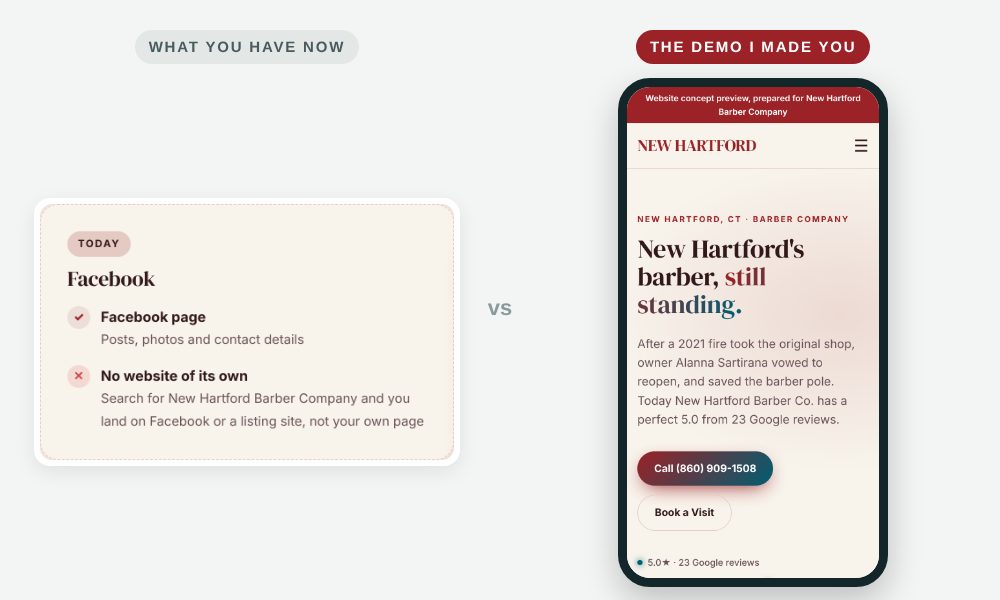 WHAT YOU HAVE NOW
TODAY
Facebook
Facebook page
Posts, photos and contact details
No website of its own
Search for New Hartford Barber Company and you
land on Facebook or a listing site, not your own page
vs
THE DEMO I MADE YOU
Website concept preview, prepared for New Hartford
Barber Company
NEW HARTFORD
NEW HARTFORD, CT · BARBER COMPANY
New Hartford's
barber, still
standing.
After a 2021 fire took the original shop,
owner Alanna Sartirana vowed to
reopen, and saved the barber pole.
Today New Hartford Barber Co. has a
perfect 5.0 from 23 Google reviews.
Call (860) 909-1508
Book a Visit
5.0★ · 23 Google reviews